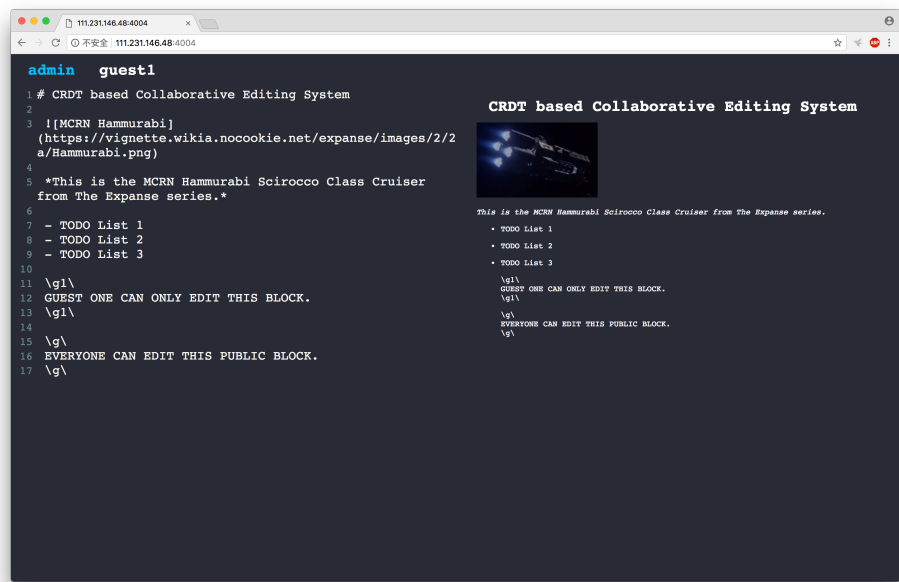 111.231.146.48:4004
不安全 111.231.146.48:4004
admin guest1
1 # CRDT based Collaborative Editing System
2
3 ![MCRN Hammurabi]
(https://vignette.wikia.nocookie.net/expanse/images/2/2
a/Hammurabi.png)
4
5 *This is the MCRN Hammurabi Scirocco Class Cruiser
from The Expanse series.*
6
7 - TODO List 1
8 - TODO List 2
9 - TODO List 3
10
11 \g1\
12 GUEST ONE CAN ONLY EDIT THIS BLOCK.
13 \g1\
14
15 \g\
16 EVERYONE CAN EDIT THIS PUBLIC BLOCK.
17 \g\
CRDT based Collaborative Editing System
This is the MCRN Hammurabi Scirocco Class Cruiser from The Expanse series.
• TODO List 1
• TODO List 2
• TODO List 3
\g1\
GUEST ONE CAN ONLY EDIT THIS BLOCK.
\g1\
\g\
EVERYONE CAN EDIT THIS PUBLIC BLOCK.
\g\